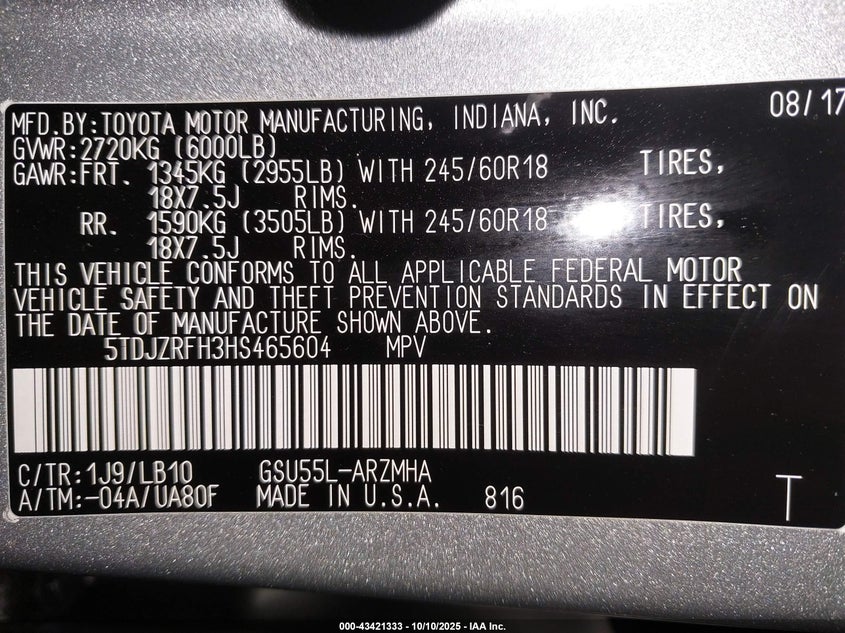 MFD.BY:TOYOTA MOTOR MANUFACTURING, INDIANA, INC. 08/17
GVWR:2720KG (6000LB)
GAWR:FRT. 1345KG (2955LB) WITH 245/60R18 TIRES,
18X7.5J RIMS.
RR. 1590KG (3505LB) WITH 245/60R18 TIRES,
18X7.5J RIMS.
THIS VEHICLE CONFORMS TO ALL APPLICABLE FEDERAL MOTOR
VEHICLE SAFETY AND THEFT PREVENTION STANDARDS IN EFFECT ON
THE DATE OF MANUFACTURE SHOWN ABOVE.
5TDJZRFH3HS465604 MPV
C/TR:1J9/LB10 GSU55L-ARZMHA
A/TM:-04A/UA80F MADE IN U.S.A. 816 T
000-43421333 - 10/10/2025 - IAA Inc.